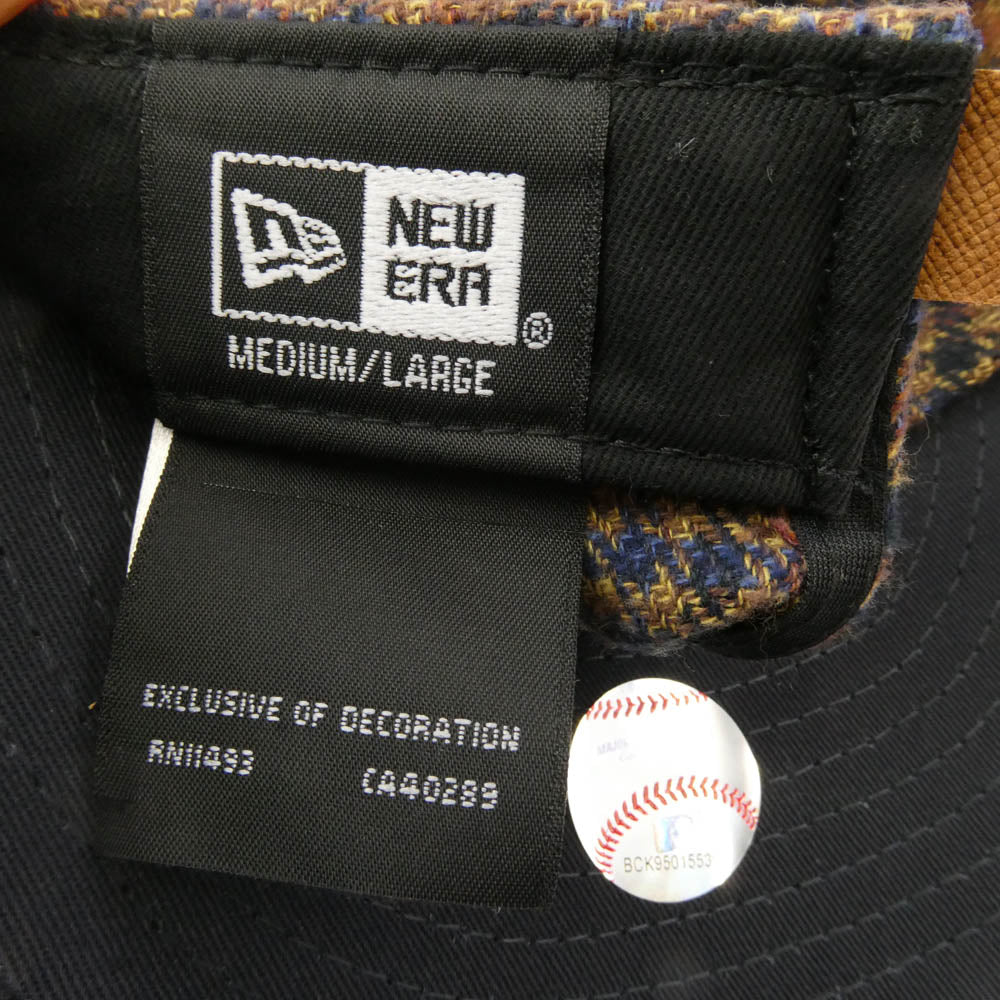 NEW
ERA
®
MEDIUM/LARGE
EXCLUSIVE OF DECORATION
RN11493
CA40289
BCK9501553